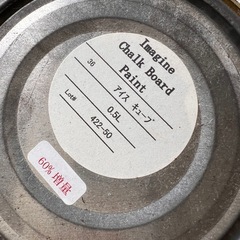 Imagine
Chalk Board
Paint
36 アイス キューブ
0.5L
Lot# 422-50
60%増量